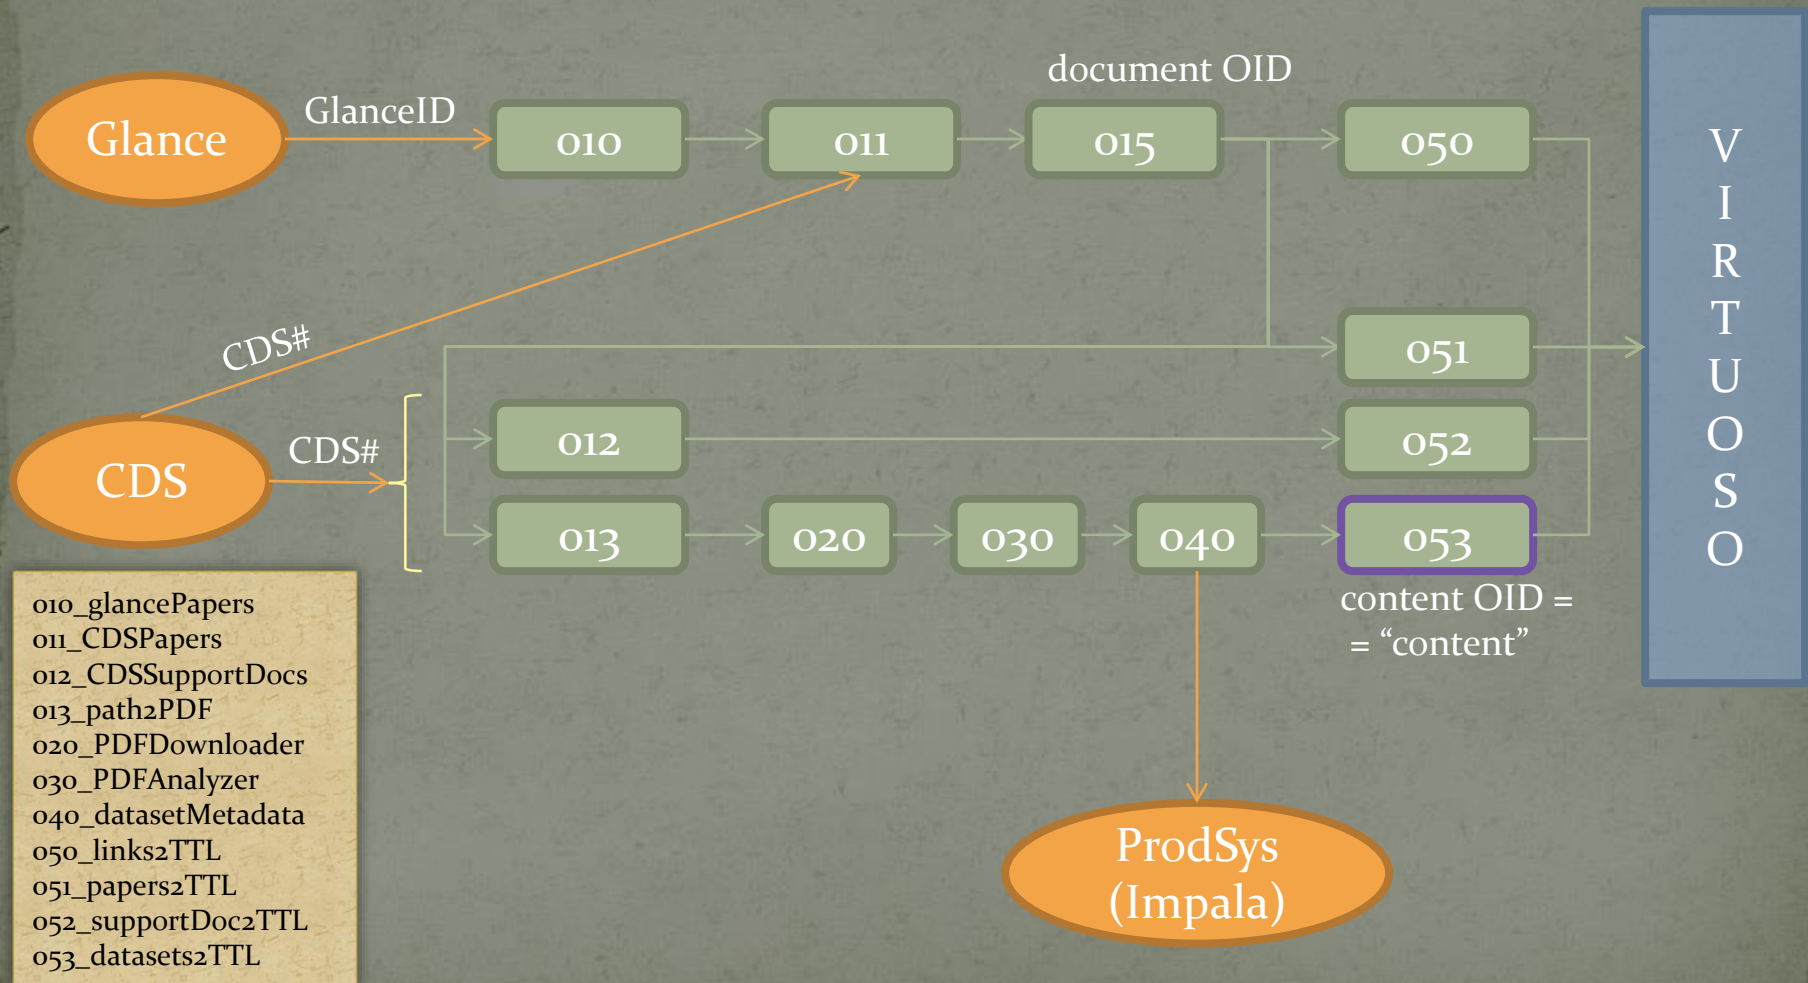 document OID
Glance
GlanceID
010
011
015
050
CDS#
051
CDS
CDS#
012
052
013
020
030
040
053
content OID =
= “content”
V
I
R
T
U
O
S
O
010_glancePapers
011_CDSPapers
012_CDSSupportDocs
013_path2PDF
020_PDFDownloader
030_PDFAnalyzer
040_datasetMetadata
050_links2TTL
051_papers2TTL
052_supportDoc2TTL
053_datasets2TTL
ProdSys
(Impala)